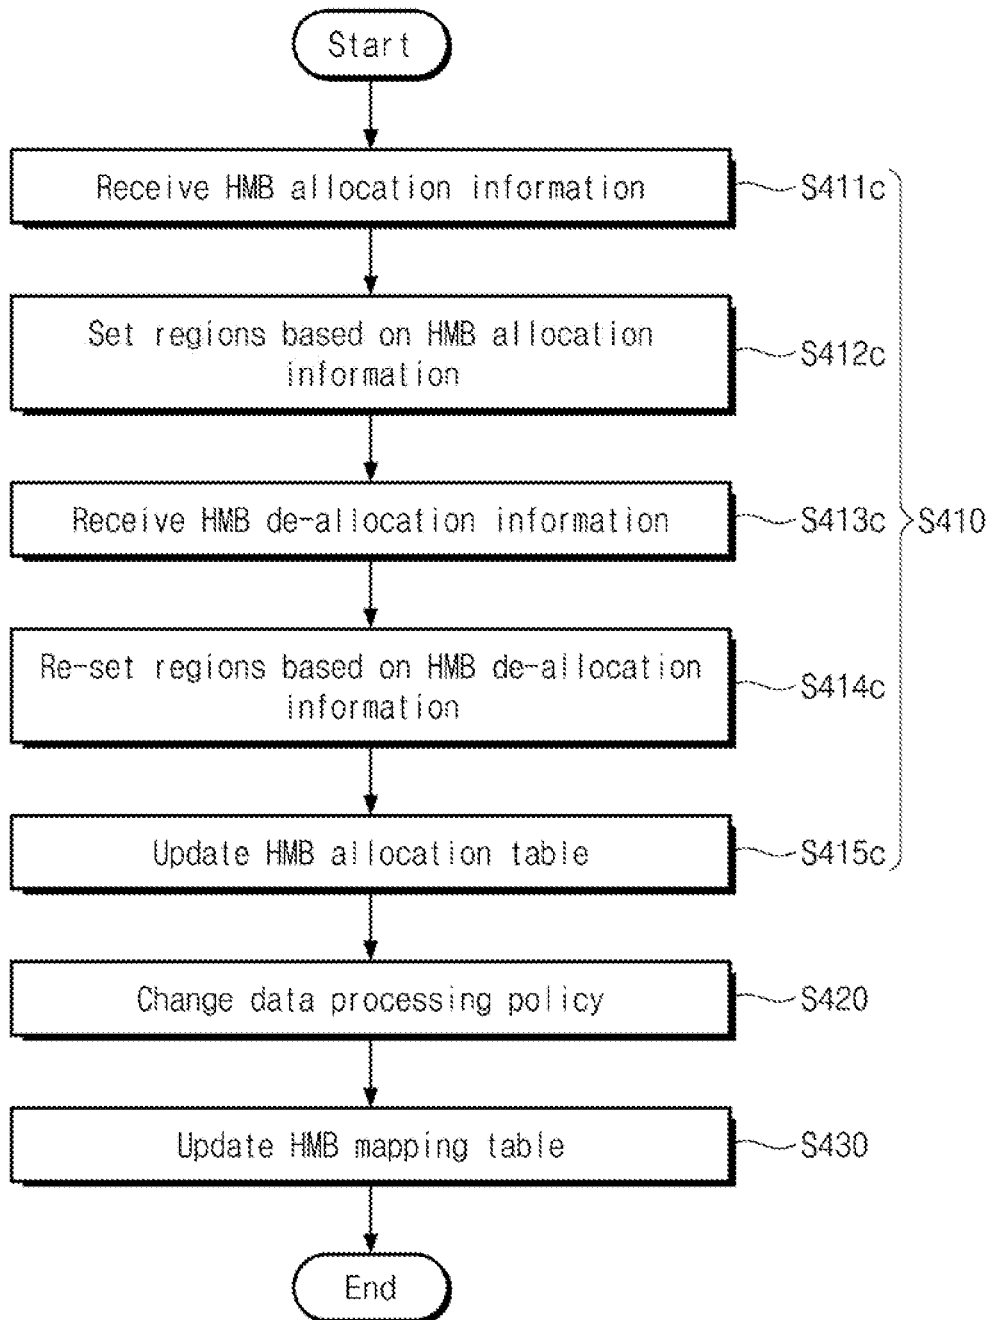 Start
Receive HMB allocation information
S411c
Set regions based on HMB allocation
information
S412c
Receive HMB de-allocation information
S413c
S410
Re-set regions based on HMB de-allocation
information
S414c
Update HMB allocation table
S415c
Change data processing policy
S420
Update HMB mapping table
S430
End